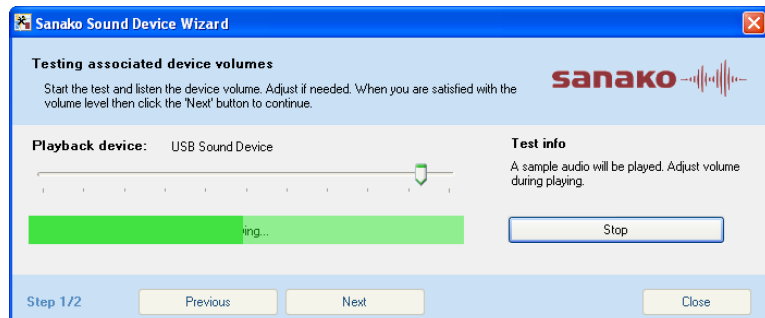 Sanako Sound Device Wizard
Testing associated device volumes
Start the test and listen the device volume. Adjust if needed. When you are satisfied with the
volume level then click the 'Next' button to continue.
sanako
Playback device: USB Sound Device
Test info
A sample audio will be played. Adjust volume
during playing.
Stop
Step 1/2
Previous
Next
Close